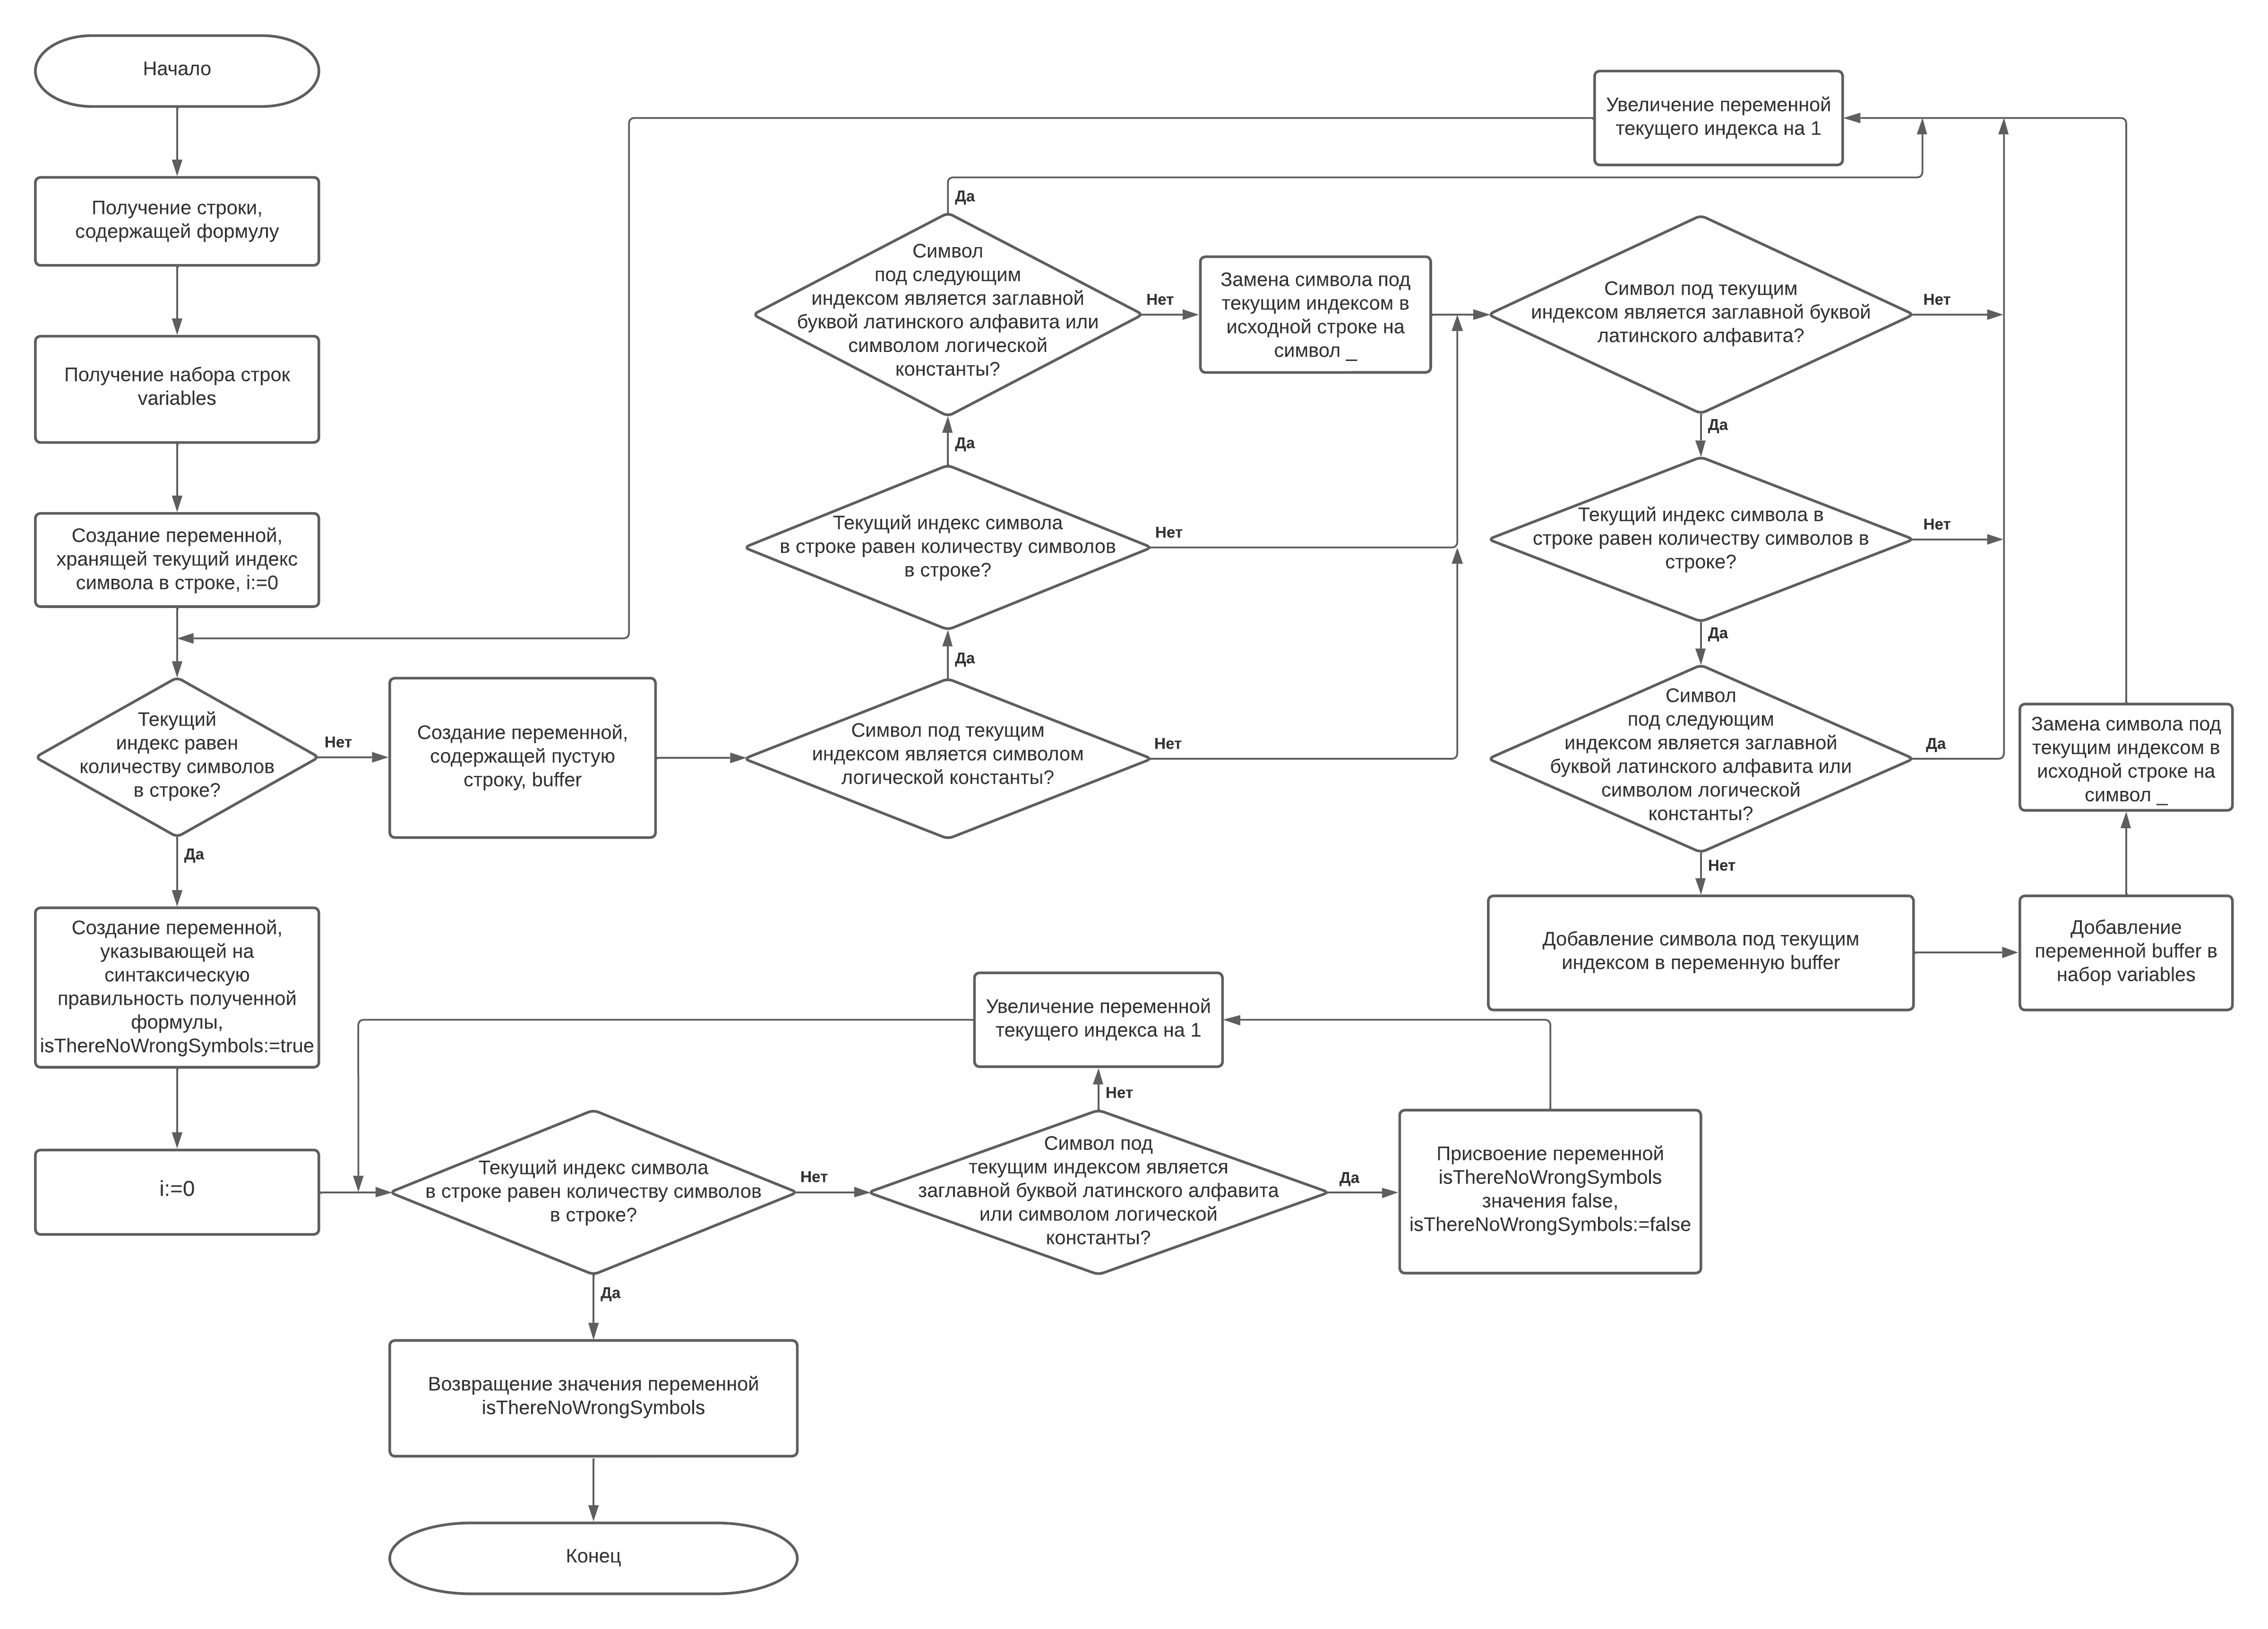 Начало
Получение строки,
содержащей формулу
Получение набора строк
variables
Создание переменной,
хранящей текущий индекс
символа в строке, i:=0
Текущий
индекс равен
количеству символов
в строке?
Нет
Да
Создание переменной,
содержащей пустую
строку, buffer
Символ под текущим
индексом является символом
логической константы?
Нет
Да
Текущий индекс символа
в строке равен количеству символов
в строке?
Нет
Да
Символ
под следующим
индексом является заглавной
буквой латинского алфавита или
символом логической
константы?
Да
Нет
Замена символа под
текущим индексом в
исходной строке на
символ _
Увеличение переменной
текущего индекса на 1
Символ под текущим
индексом является заглавной буквой
латинского алфавита?
Нет
Да
Текущий индекс символа в
строке равен количеству символов в
строке?
Нет
Да
Символ
под следующим
индексом является заглавной
буквой латинского алфавита или
символом логической
константы?
Да
Нет
Добавление символа под текущим
индексом в переменную buffer
Добавление
переменной buffer в
набор variables
Замена символа под
текущим индексом в
исходной строке на
символ _
Создание переменной,
указывающей на
синтаксическую
правильность полученной
формулы,
isThereNoWrongSymbols:=true
i:=0
Текущий индекс символа
в строке равен количеству символов
в строке?
Нет
Да
Символ под
текущим индексом является
заглавной буквой латинского алфавита
или символом логической
константы?
Нет
Да
Увеличение переменной
текущего индекса на 1
Присвоение переменной
isThereNoWrongSymbols
значения false,
isThereNoWrongSymbols:=false
Возвращение значения переменной
isThereNoWrongSymbols
Конец